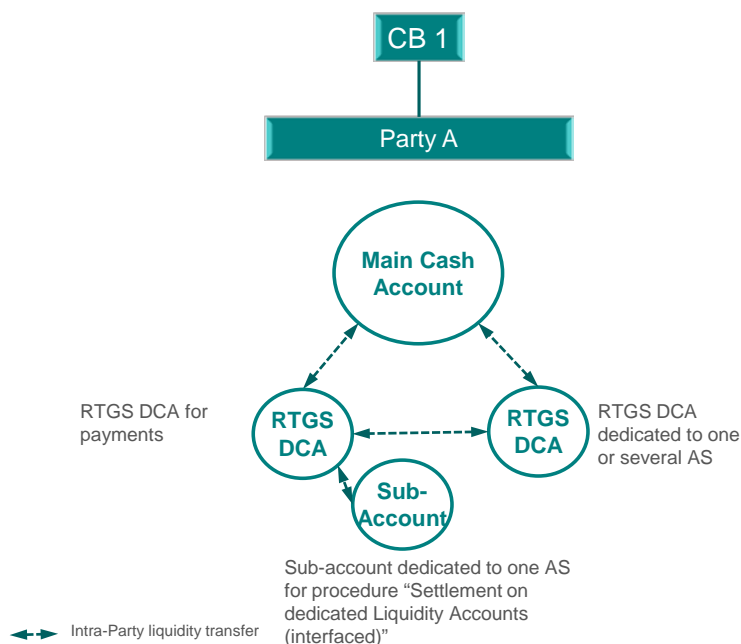 CB 1
Party A
Main Cash
Account
RTGS DCA for
payments
RTGS
DCA
RTGS
DCA
RTGS DCA
dedicated to one
or several AS
Sub-
Account
Sub-account dedicated to one AS
for procedure “Settlement on
dedicated Liquidity Accounts
(interfaced)”
Intra-Party liquidity transfer